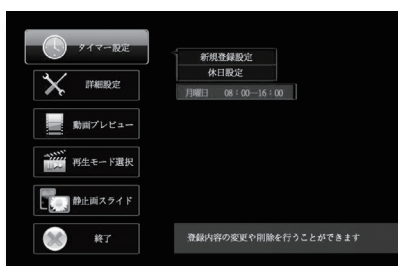 タイマー設定
新規登録設定
休日設定
詳細設定
月曜日 08:00―16:00
動画プレビュー
再生モード選択
静止画スライド
終了
登録内容の変更や削除を行うことができます